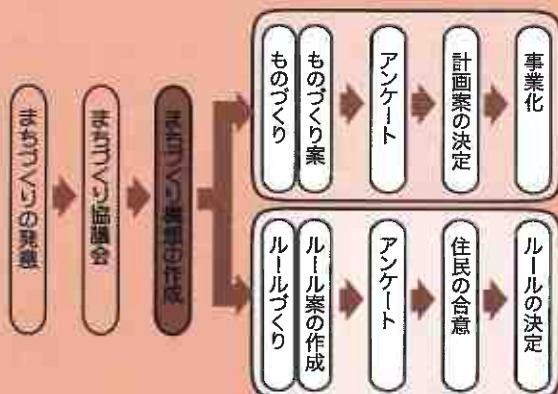 まちづくりの発意
まちづくり協議会
まちづくり構想の作成
ものづくり
ものづくり案
アンケート
計画案の決定
事業化
ルールづくり
ルール案の作成
アンケート
住民の合意
ルールの決定